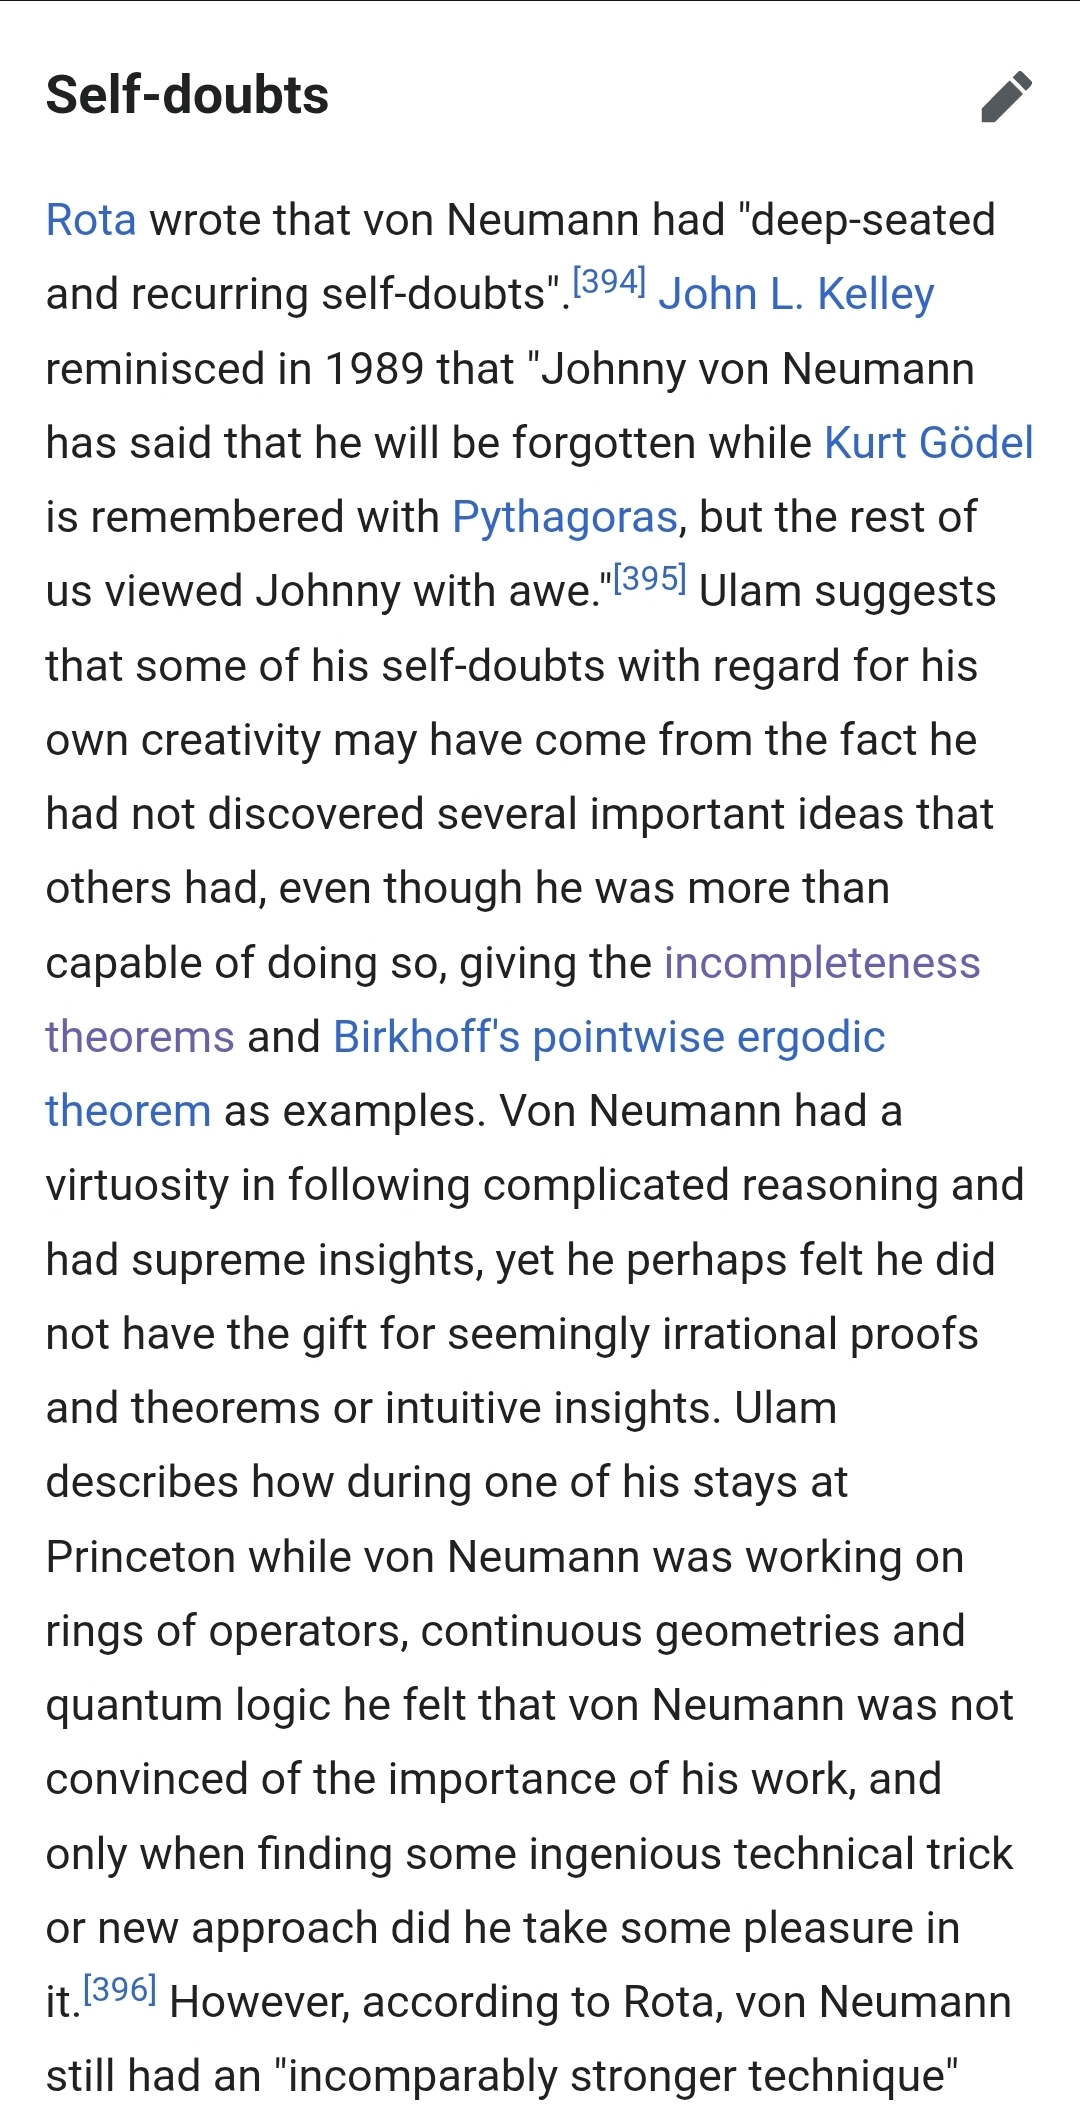 Self-doubts
Rota wrote that von Neumann had "deep-seated
and recurring self-doubts".[394] John L. Kelley
reminisced in 1989 that "Johnny von Neumann
has said that he will be forgotten while Kurt Gödel
is remembered with Pythagoras, but the rest of
us viewed Johnny with awe."[395] Ulam suggests
that some of his self-doubts with regard for his
own creativity may have come from the fact he
had not discovered several important ideas that
others had, even though he was more than
capable of doing so, giving the incompleteness
theorems and Birkhoff's pointwise ergodic
theorem as examples. Von Neumann had a
virtuosity in following complicated reasoning and
had supreme insights, yet he perhaps felt he did
not have the gift for seemingly irrational proofs
and theorems or intuitive insights. Ulam
describes how during one of his stays at
Princeton while von Neumann was working on
rings of operators, continuous geometries and
quantum logic he felt that von Neumann was not
convinced of the importance of his work, and
only when finding some ingenious technical trick
or new approach did he take some pleasure in
it.[396] However, according to Rota, von Neumann
still had an "incomparably stronger technique"